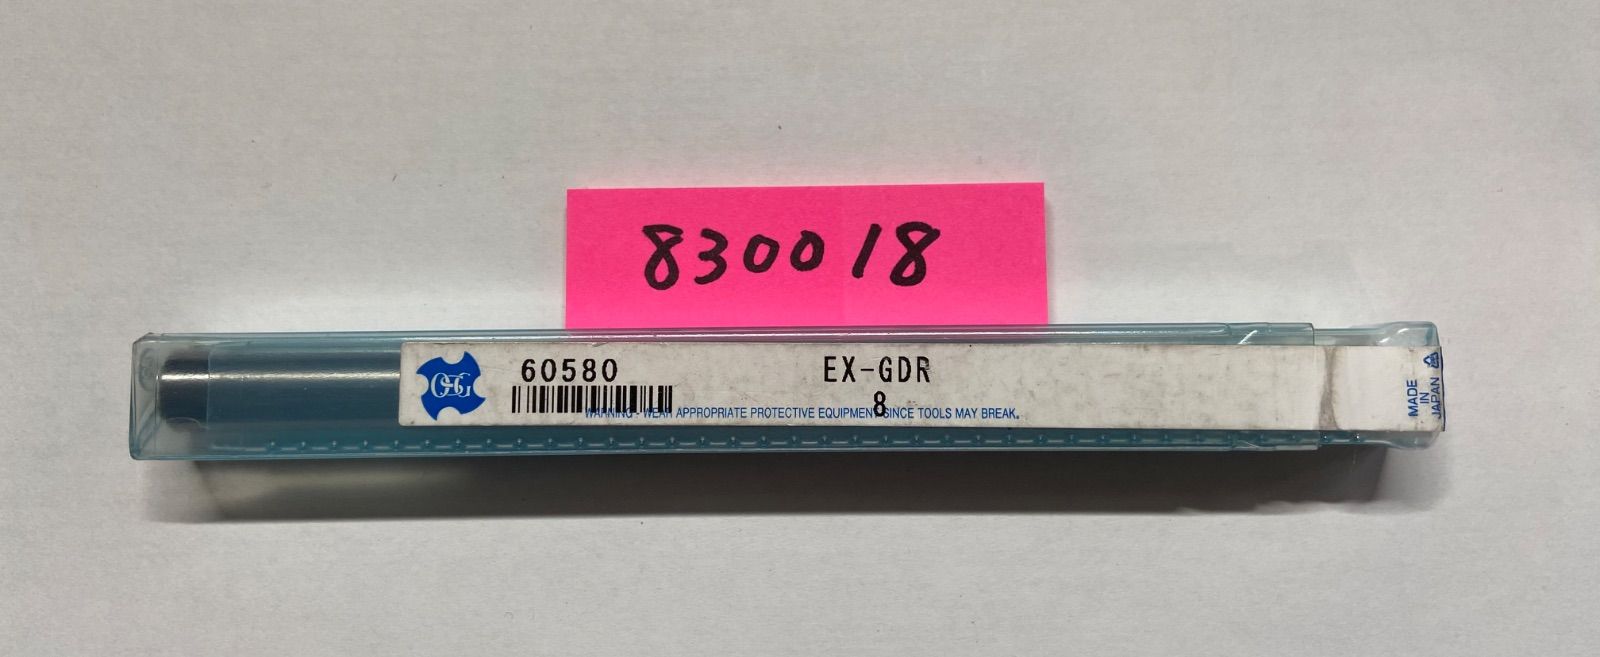 830018
OSG
60580
EX-GDR
8
WARNING - WEAR APPROPRIATE PROTECTIVE EQUIPMENT SINCE TOOLS MAY BREAK.
MADE
IN
JAPAN